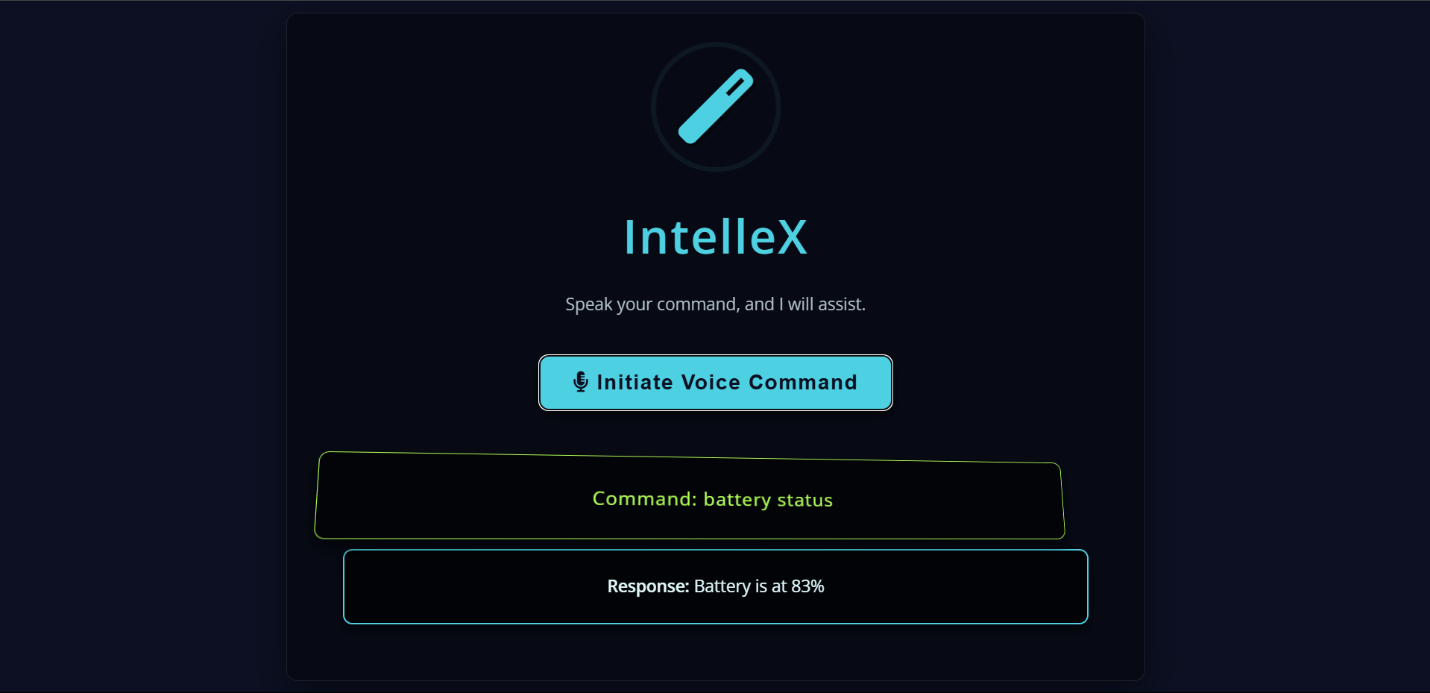 IntelleX
Speak your command, and I will assist.
Initiate Voice Command
Command: battery status
Response: Battery is at 83%